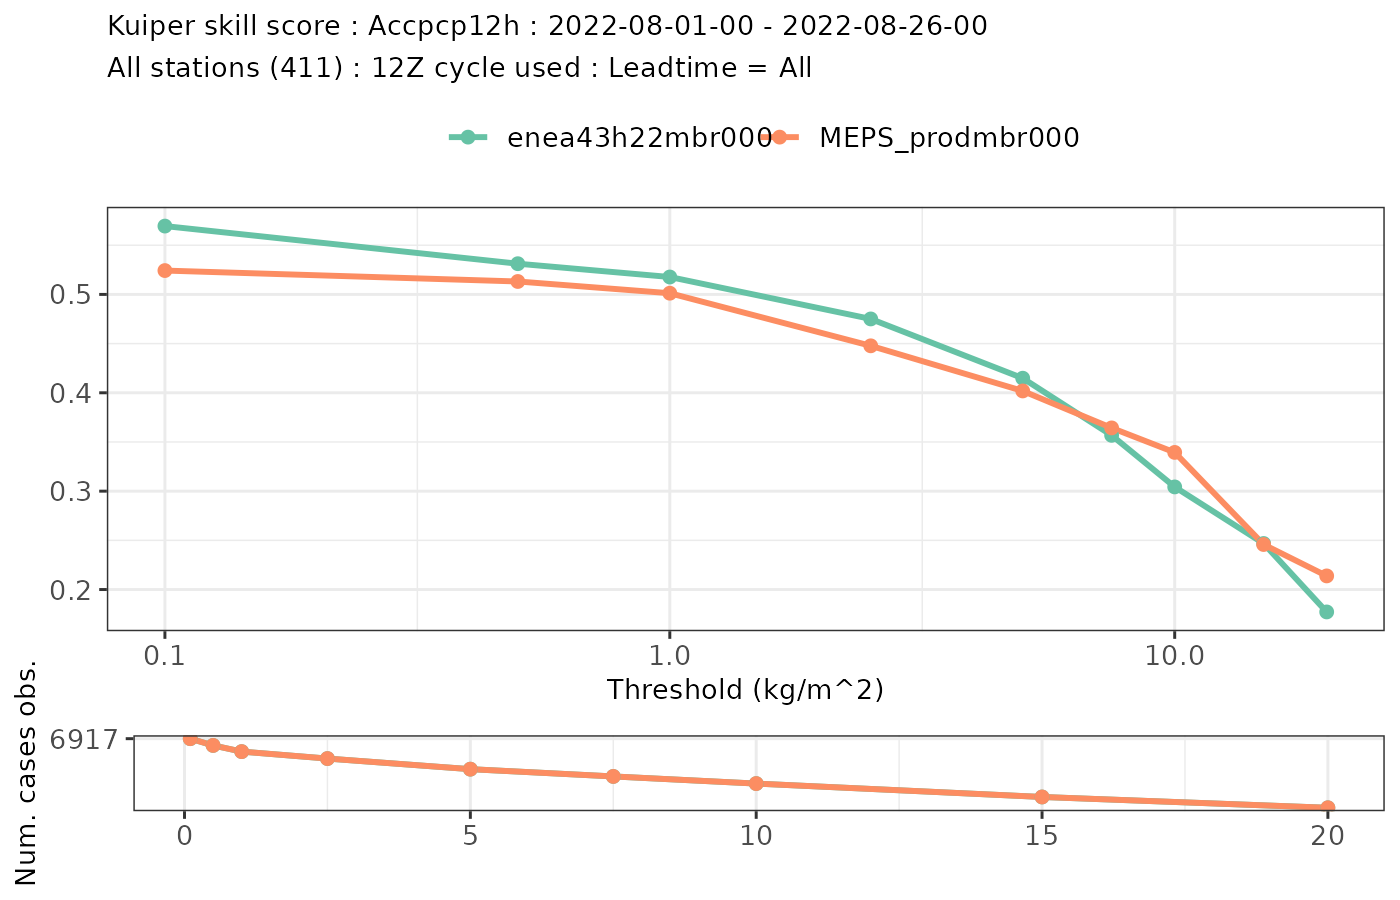 Kuiper skill score : Accpcp12h : 2022-08-01-00 - 2022-08-26-00
All stations (411) : 12Z cycle used : Leadtime = All
enea43h22mbr000 MEPS_prodmbr000
0.5
0.4
0.3
0.2
0.1 1.0 10.0
Threshold (kg/m^2)
Num. cases obs.
6917
0 5 10 15 20